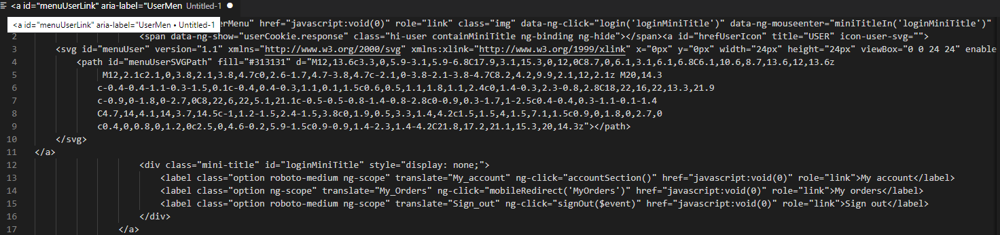 <a id="menuUserLink" aria-label="UserMen Untitled-1
<a id="menuUserLink" aria-label="UserMen • Untitled-1
rMenu" href="javascript:void(0)" role="link" class="img" data-ng-click="login('loginMiniTitle')" data-ng-mouseenter="miniTitleIn('loginMiniTitle')"
2 <span data-ng-show="userCookie.response" class="hi-user containMiniTitle ng-binding ng-hide"></span><a id="hrefUserIcon" title="USER" icon-user-svg="">
3 <svg id="menuUser" version="1.1" xmlns="http://www.w3.org/2000/svg" xmlns:xlink="http://www.w3.org/1999/xlink" x="0px" y="0px" width="24px" height="24px" viewBox="0 0 24 24" enable
4 <path id="menuUserSVGPath" fill="#313131" d="M12,13.6c3.3,0,5.9-3.1,5.9-6.8C17.9,3.1,15.3,0,12,0C8.7,0,6.1,3.1,6.1,6.8C6.1,10.6,8.7,13.6,12,13.6z
5 M12,2.1c2.1,0,3.8,2.1,3.8,4.7c0,2.6-1.7,4.7-3.8,4.7c-2.1,0-3.8-2.1-3.8-4.7C8.2,4.2,9.9,2.1,12,2.1z M20,14.3
6 c-0.4-0.4-1.1-0.3-1.5,0.1c-0.4,0.4-0.3,1.1,0.1,1.5c0.6,0.5,1.1,1.8,1.1,2.4c0,1.4-0.3,2.3-0.8,2.8C18,22,16,22,13.3,21.9
7 c-0.9,0-1.8,0-2.7,0C8,22,6,22,5.1,21.1c-0.5-0.5-0.8-1.4-0.8-2.8c0-0.9,0.3-1.7,1-2.5c0.4-0.4,0.3-1.1-0.1-1.4
8 C4.7,14,4.1,14,3.7,14.5c-1,1.2-1.5,2.4-1.5,3.8c0,1.9,0.5,3.3,1.4,4.2c1.5,1.5,4,1.5,7.1,1.5c0.9,0,1.8,0,2.7,0
9 c0.4,0,0.8,0,1.2,0c2.5,0,4.6-0.2,5.9-1.5c0.9-0.9,1.4-2.3,1.4-4.2C21.8,17.2,21.1,15.3,20,14.3z"></path>
10 </svg>
11 </a>
12 <div class="mini-title" id="loginMiniTitle" style="display: none;">
13 <label class="option roboto-medium ng-scope" translate="My_account" ng-click="accountSection()" href="javascript:void(0)" role="link">My account</label>
14 <label class="option ng-scope" translate="My_Orders" ng-click="mobileRedirect('MyOrders')" href="javascript:void(0)" role="link">My orders</label>
15 <label class="option roboto-medium ng-scope" translate="Sign_out" ng-click="signOut($event)" href="javascript:void(0)" role="link">Sign out</label>
16 </div>
17 </a>